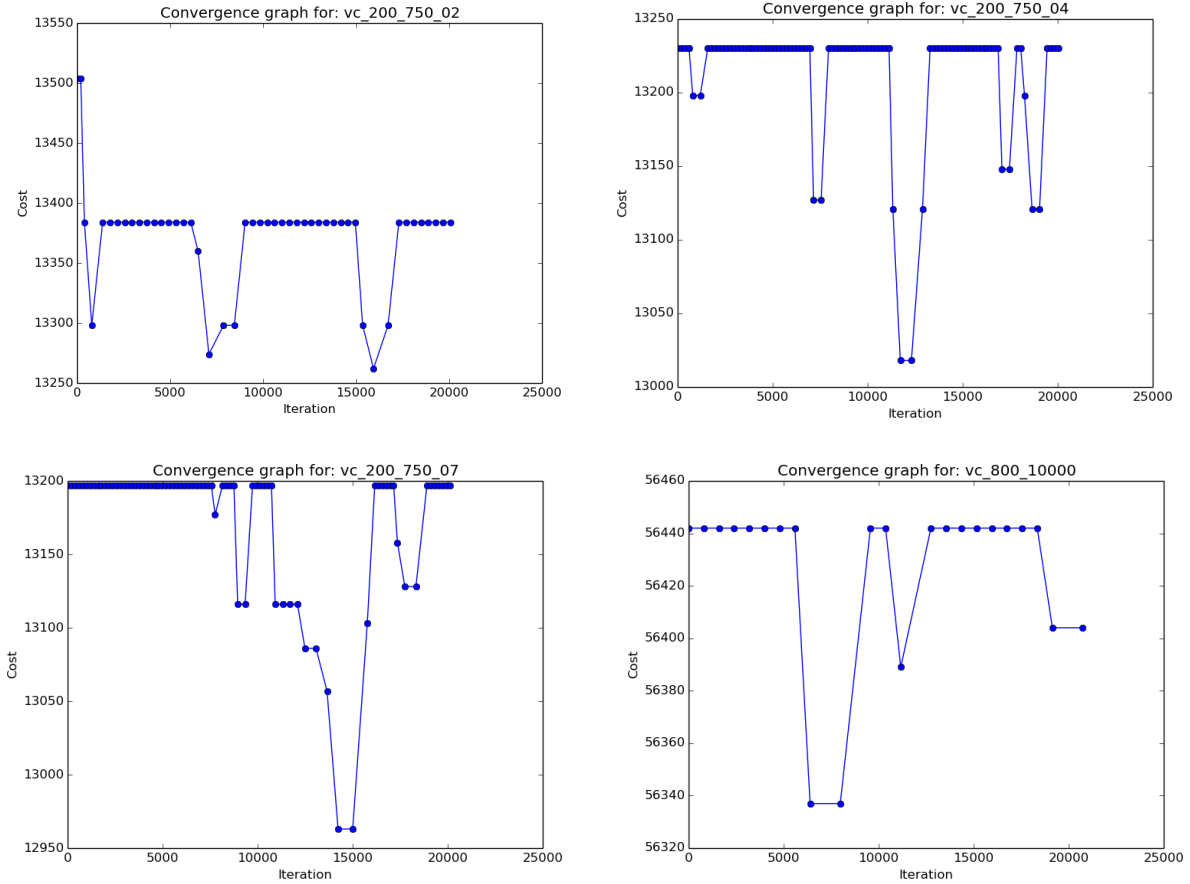 Convergence graph for: vc_200_750_02
13550
13500
13450
13400
13350
13300
13250
Cost
0 5000 10000 15000 20000 25000
Iteration
Convergence graph for: vc_200_750_04
13250
13200
13150
13100
13050
13000
Cost
0 5000 10000 15000 20000 25000
Iteration
Convergence graph for: vc_200_750_07
13200
13150
13100
13050
13000
12950
Cost
0 5000 10000 15000 20000 25000
Iteration
Convergence graph for: vc_800_10000
56460
56440
56420
56400
56380
56360
56340
56320
Cost
0 5000 10000 15000 20000 25000
Iteration